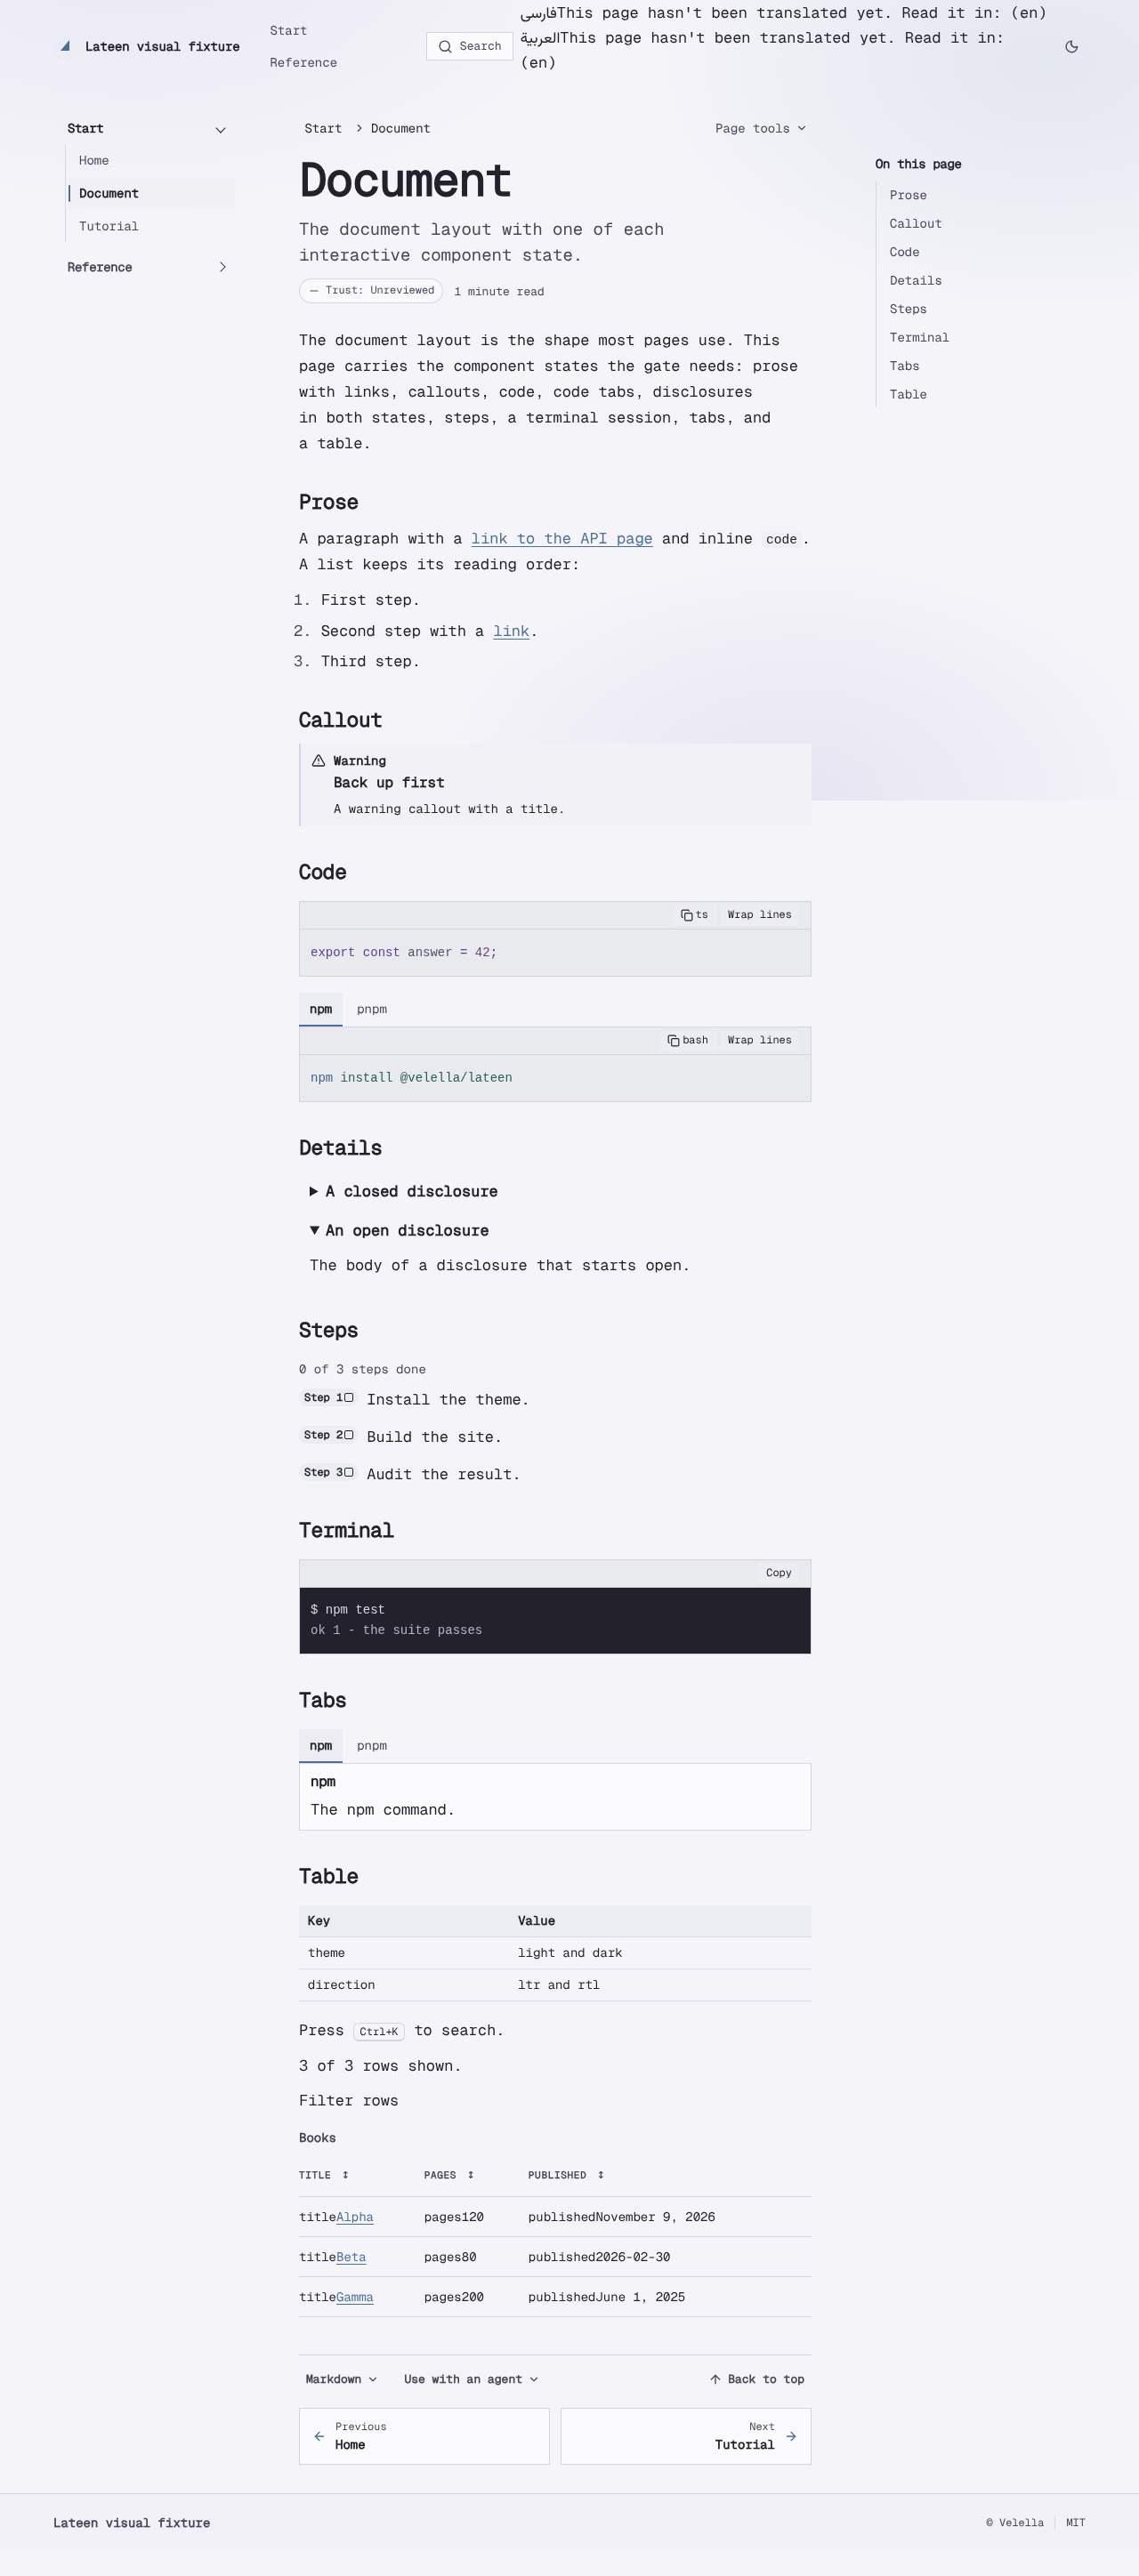 Lateen visual fixture
Start
Reference
Search
فارسیThis page hasn't been translated yet. Read it in: (en)
العربيةThis page hasn't been translated yet. Read it in:
(en)
Start
Home
Document
Tutorial
Reference
Start > Document
Page tools
Document
The document layout with one of each
interactive component state.
— Trust: Unreviewed
1 minute read
The document layout is the shape most pages use. This
page carries the component states the gate needs: prose
with links, callouts, code, code tabs, disclosures
in both states, steps, a terminal session, tabs, and
a table.
Prose
A paragraph with a link to the API page and inline code.
A list keeps its reading order:
1. First step.
2. Second step with a link.
3. Third step.
Callout
Warning
Back up first
A warning callout with a title.
Code
ts Wrap lines
export const answer = 42;
npm pnpm
bash Wrap lines
npm install @velella/lateen
Details
A closed disclosure
An open disclosure
The body of a disclosure that starts open.
Steps
0 of 3 steps done
Step 1 Install the theme.
Step 2 Build the site.
Step 3 Audit the result.
Terminal
Copy
$ npm test
ok 1 - the suite passes
Tabs
npm pnpm
npm
The npm command.
Table
Key Value
theme light and dark
direction ltr and rtl
Press Ctrl+K to search.
3 of 3 rows shown.
Filter rows
Books
TITLE ↕ PAGES ↕ PUBLISHED ↕
titleAlpha pages120 publishedNovember 9, 2026
titleBeta pages80 published2026-02-30
titleGamma pages200 publishedJune 1, 2025
Markdown Use with an agent ↑ Back to top
← Previous
Home
Next →
Tutorial
On this page
Prose
Callout
Code
Details
Steps
Terminal
Tabs
Table
Lateen visual fixture
© Velella | MIT